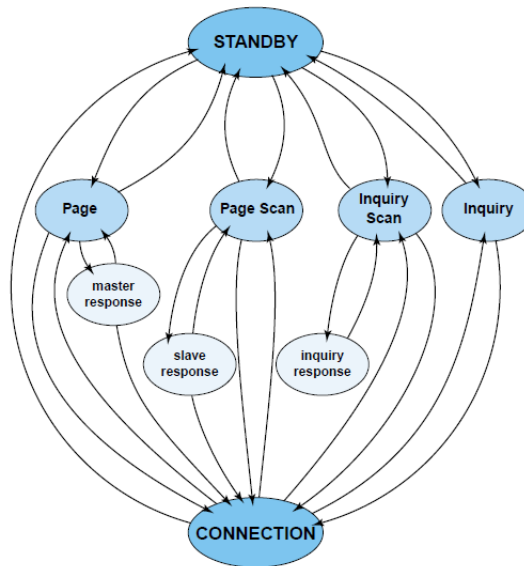 STANDBY
Page
Page Scan
Inquiry
Scan
Inquiry
master
response
slave
response
inquiry
response
CONNECTION